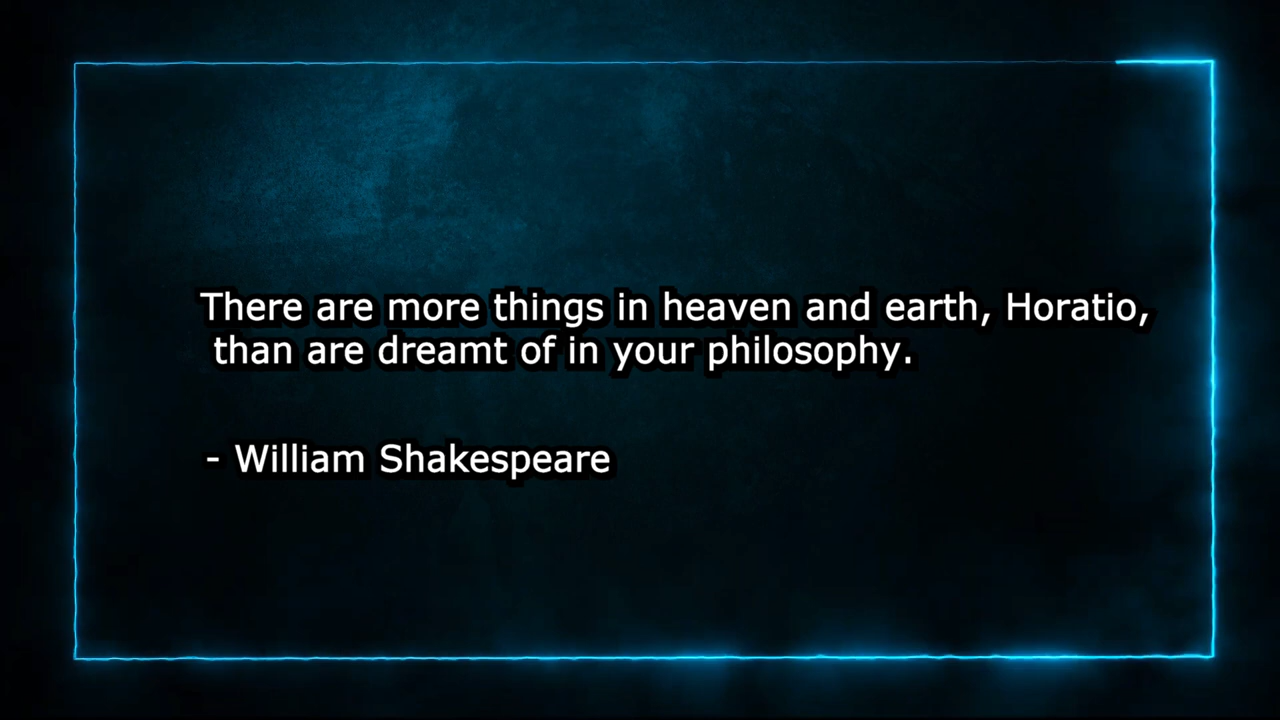 There are more things in heaven and earth, Horatio,
than are dreamt of in your philosophy.
- William Shakespeare